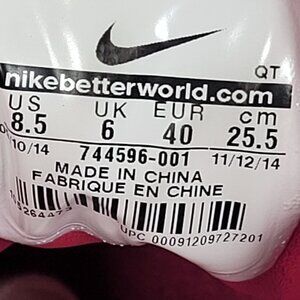 QT
nikebetterworld.com
US UK EUR cm
8.5 6 40 25.5
10/14 744596-001 11/12/14
MADE IN CHINA
FABRIQUE EN CHINE
UPC 00091209727201